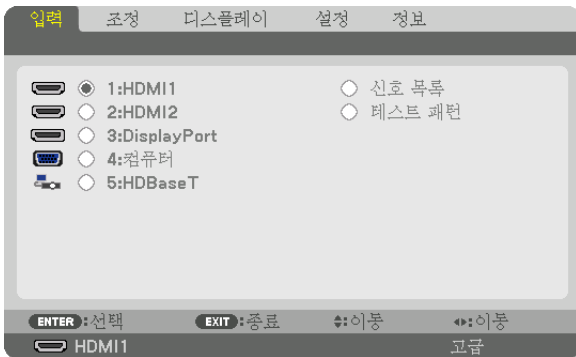 입력 조정 디스플레이 설정 정보
1:HDMI1 신호 목록
2:HDMI2 테스트 패턴
3:DisplayPort
4:컴퓨터
5:HDBaseT
ENTER:선택 EXIT:종료 :이동 :이동
HDMI1 고급